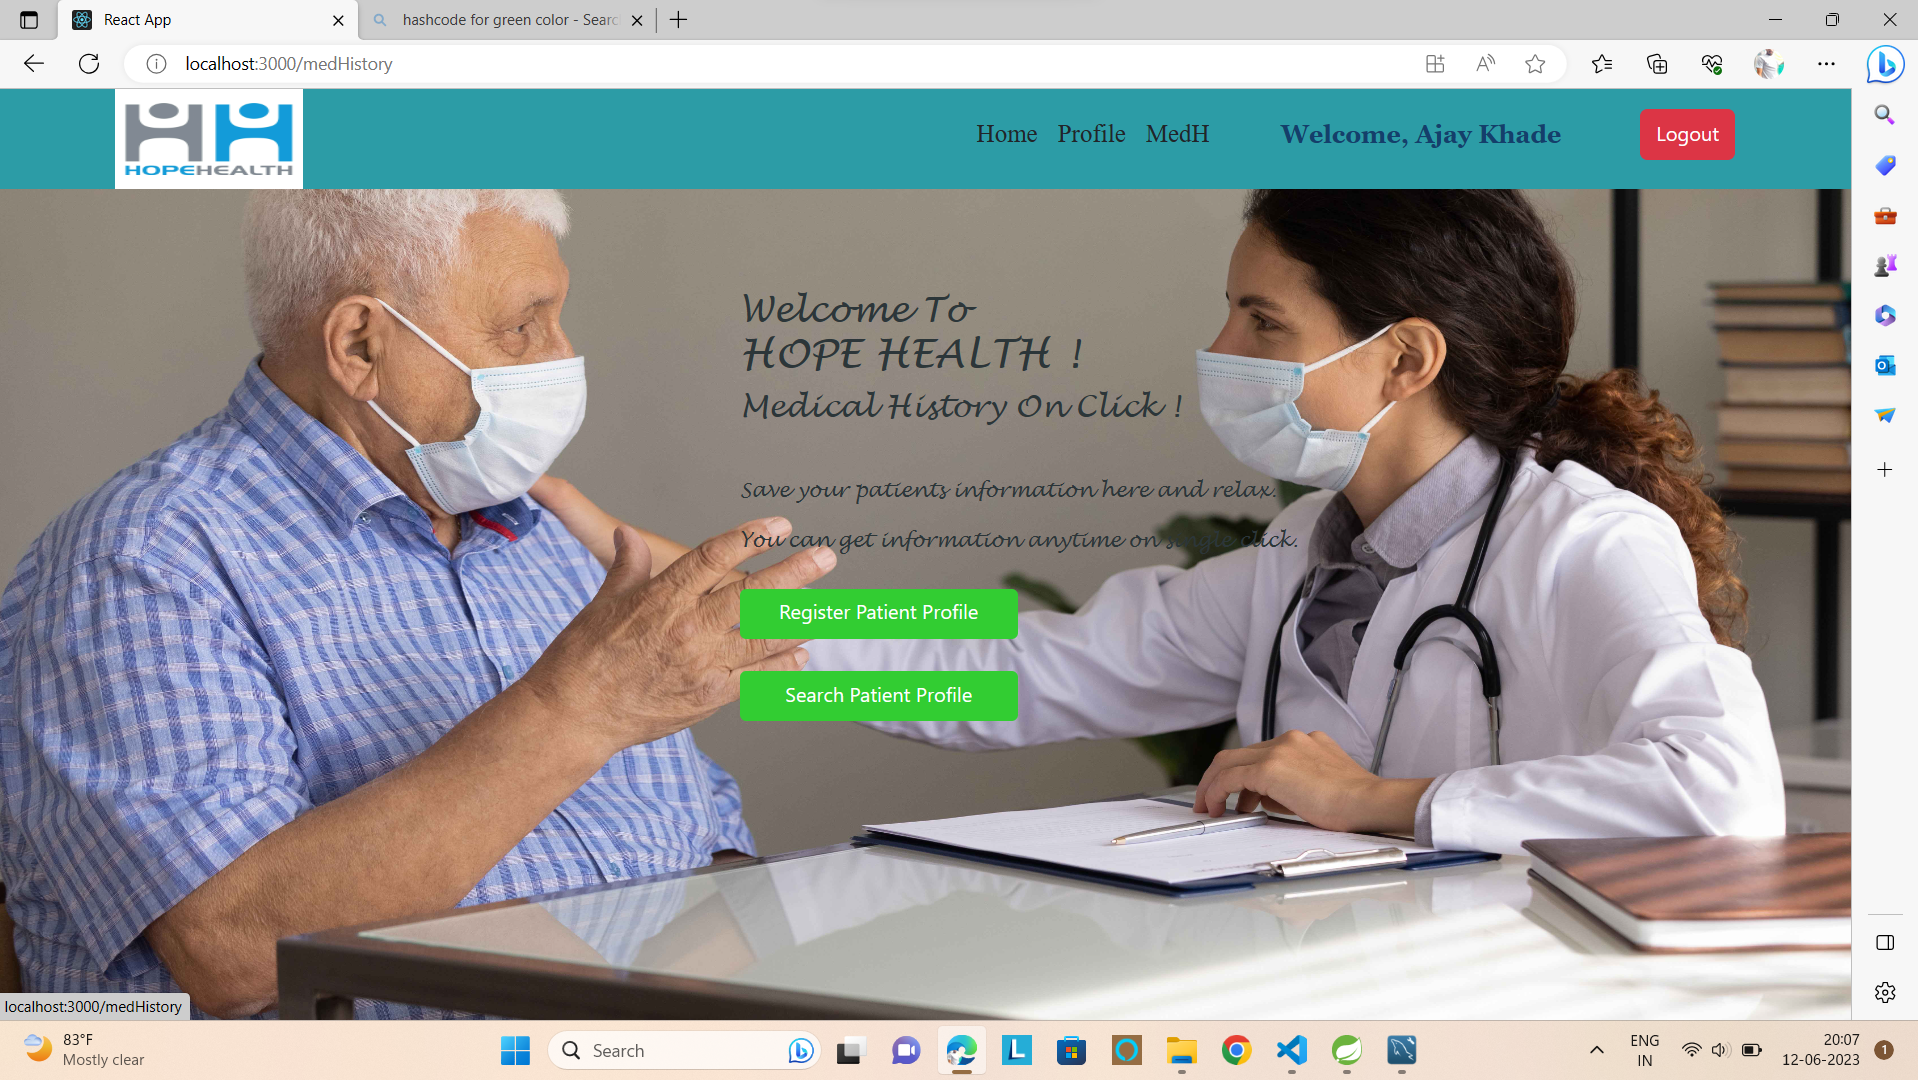 React App
hashcode for green color - Searc
localhost:3000/medHistory
HOPEHEALTH
Home Profile MedH Welcome, Ajay Khade Logout
Welcome To
HOPE HEALTH !
Medical History On Click !
Save your patients information here and relax.
You can get information anytime on single click.
Register Patient Profile
Search Patient Profile
localhost:3000/medHistory
83°F
Mostly clear
Search
ENG
IN
20:07
12-06-2023
1